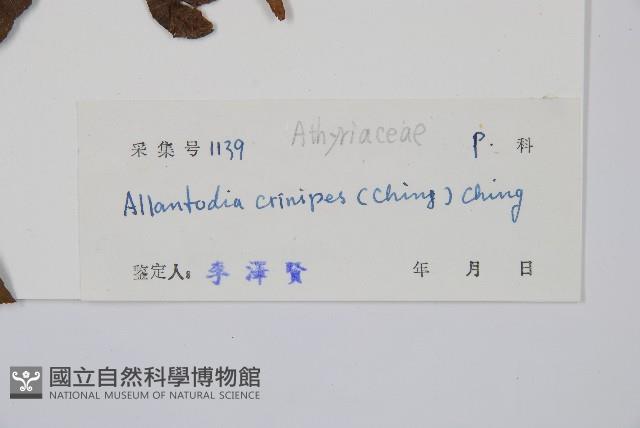 采集号 1139 Athyriaceae P. 科
Allantodia crinipes (Ching) Ching
鉴定人: 李澤賢 年 月 日
國立自然科學博物館
NATIONAL MUSEUM OF NATURAL SCIENCE